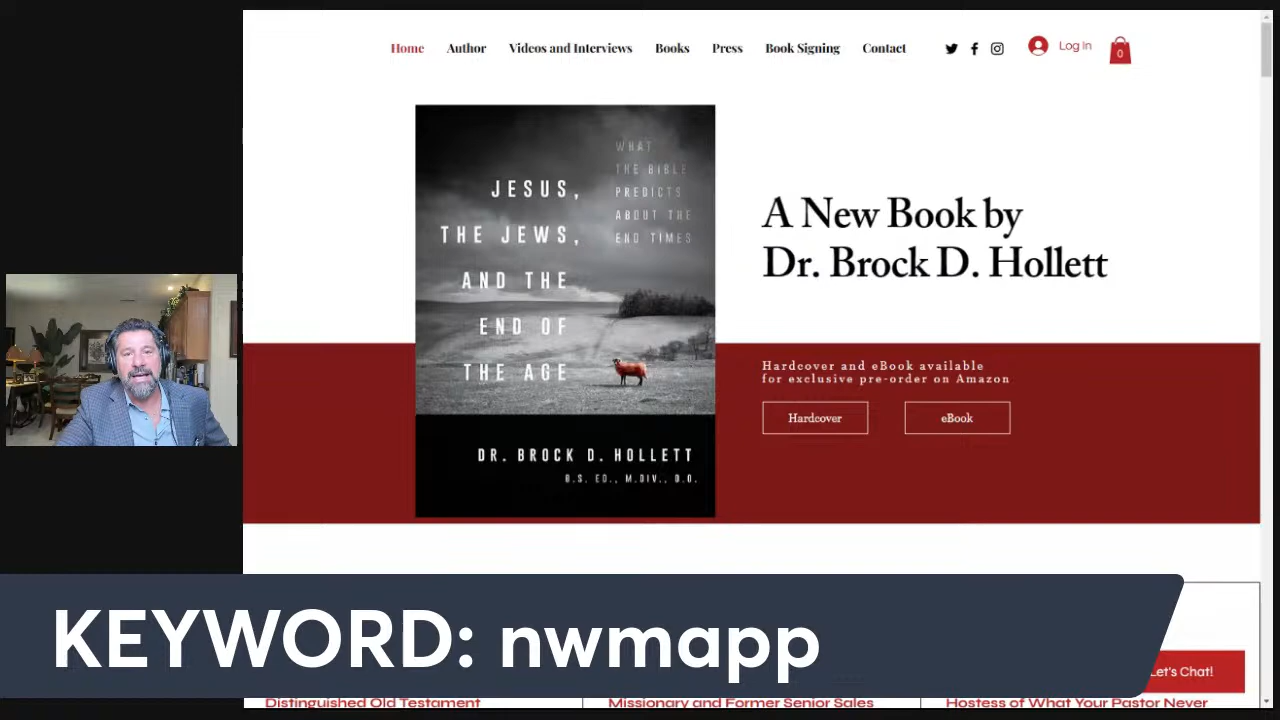 Home Author Videos and Interviews Books Press Book Signing Contact Log In 0
WHAT
THE BIBLE
PREDICTS
ABOUT THE
END TIMES
JESUS,
THE JEWS,
AND THE
END OF
THE AGE
DR. BROCK D. HOLLETT
B.S. ED., M.DIV., D.O.
A New Book by
Dr. Brock D. Hollett
Hardcover and eBook available
for exclusive pre-order on Amazon
Hardcover eBook
KEYWORD: nwmapp
Let's Chat!
Distinguished Old Testament Missionary and Former Senior Sales Hostess of What Your Pastor Never